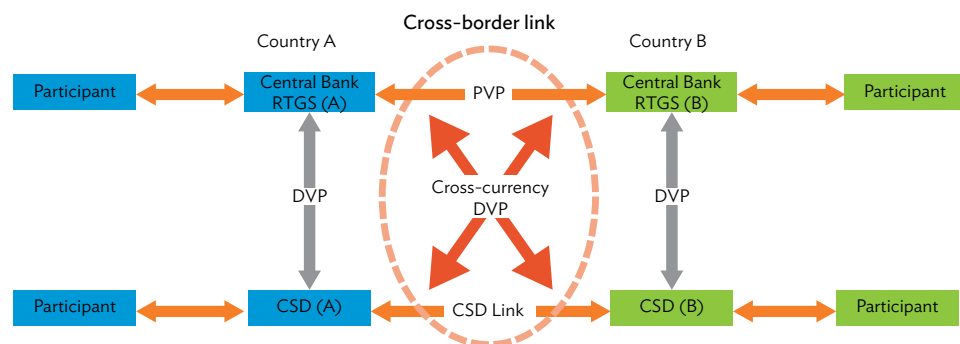 Cross-border link
Country A
Country B
Participant
Central Bank
RTGS (A)
PVP
Central Bank
RTGS (B)
Participant
DVP
Cross-currency
DVP
DVP
Participant
CSD (A)
CSD Link
CSD (B)
Participant